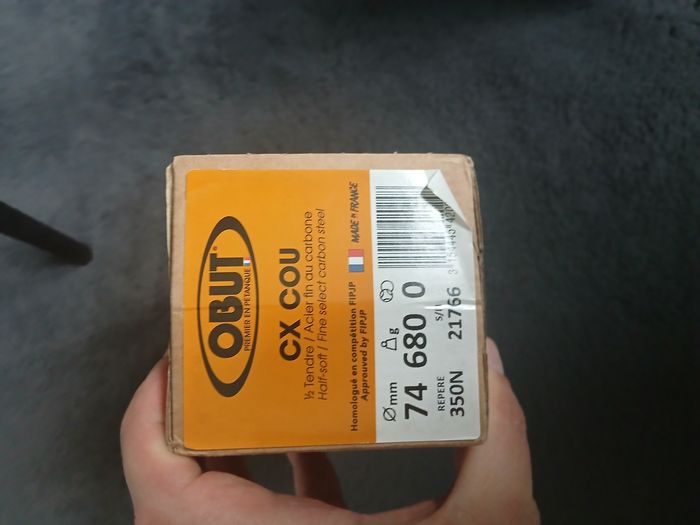 OBUT®
PREMIER EN PÉTANQUE
CX COU
½ Tendre / Acier fin au carbone
Half-soft / Fine select carbon steel
Homologué en compétition FIPJP
Approuved by FIPJP
MADE in FRANCE
Ømm g
74 680 0
REPERE
350N 21766